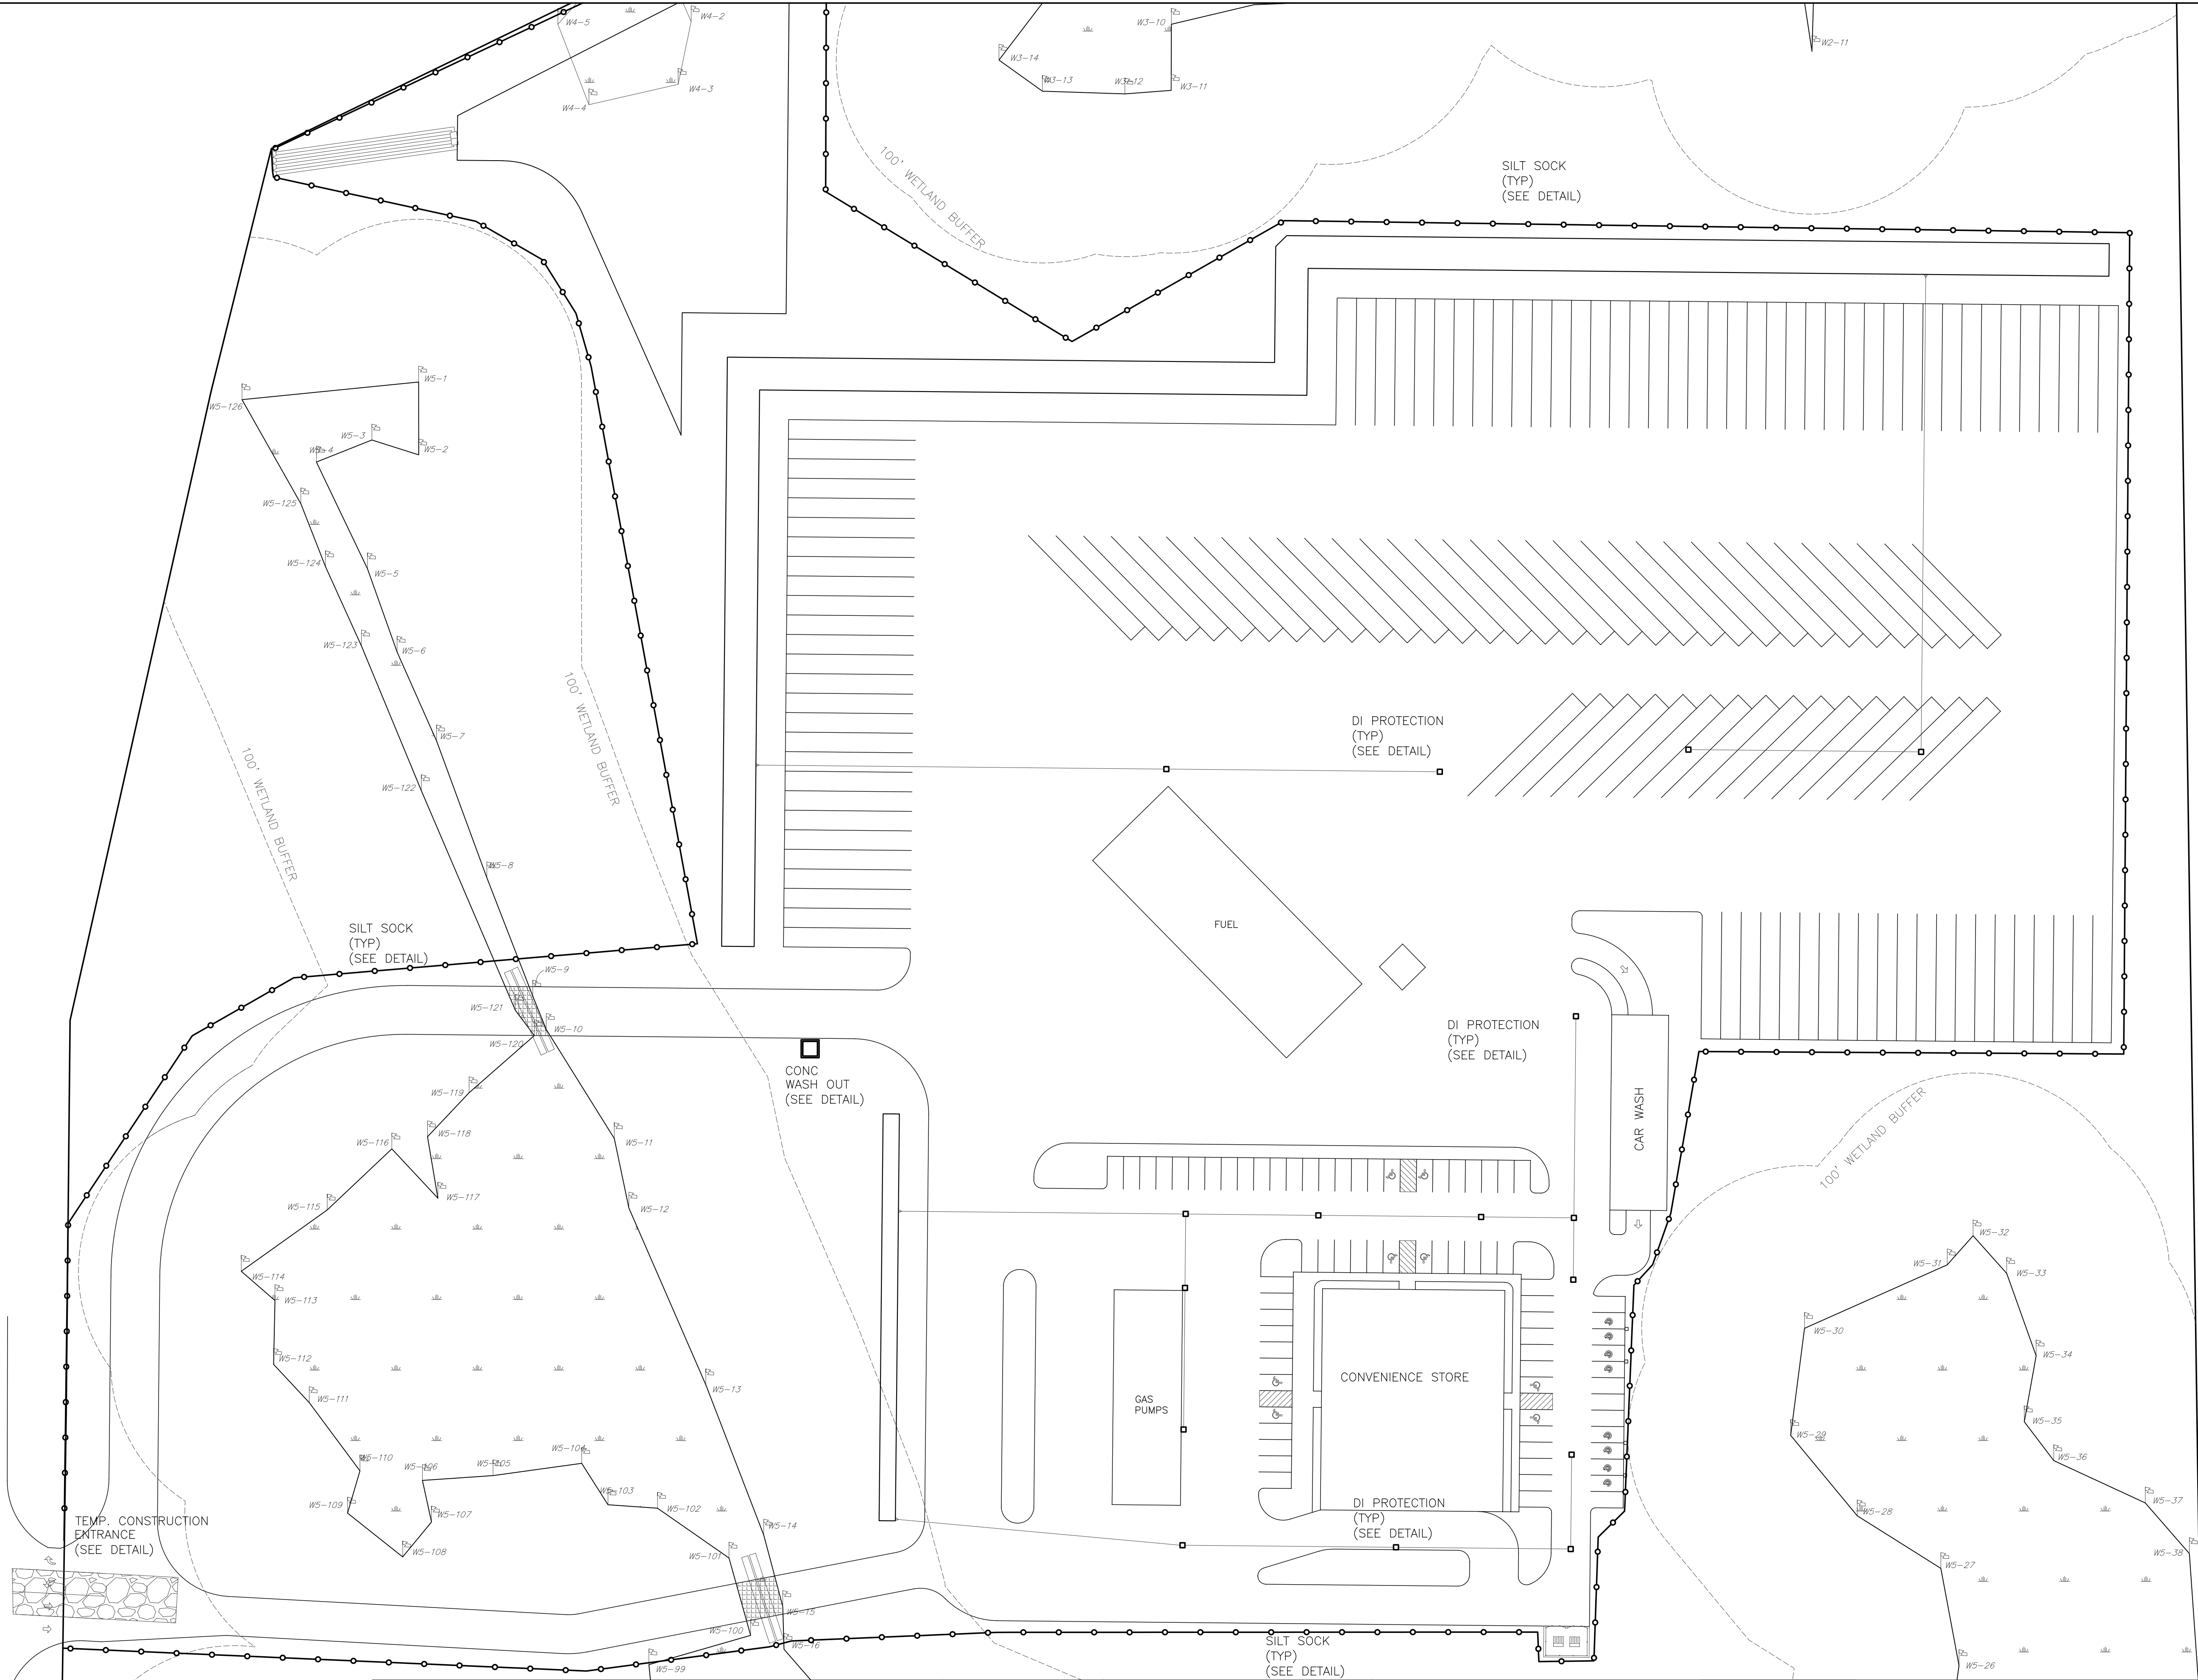 W4-5
W4-2
W4-4
W4-3
W3-10
W3-14
W3-13
W3-12
W3-11
W2-11
100' WETLAND BUFFER
SILT SOCK
(TYP)
(SEE DETAIL)
W5-1
W5-126
W5-3
W5-4
W5-2
W5-125
W5-124
W5-5
W5-123
W5-6
W5-7
W5-122
W5-8
100' WETLAND BUFFER
100' WETLAND BUFFER
DI PROTECTION
(TYP)
(SEE DETAIL)
FUEL
SILT SOCK
(TYP)
(SEE DETAIL)
W5-9
W5-121
W5-10
W5-120
CONC
WASH OUT
(SEE DETAIL)
DI PROTECTION
(TYP)
(SEE DETAIL)
CAR WASH
100' WETLAND BUFFER
W5-119
W5-118
W5-116
W5-11
W5-117
W5-115
W5-12
W5-114
W5-113
W5-112
W5-111
W5-13
W5-110
W5-106
W5-105
W5-104
W5-109
W5-107
W5-103
W5-102
W5-108
W5-14
W5-101
W5-15
W5-100
W5-16
W5-99
GAS
PUMPS
CONVENIENCE STORE
DI PROTECTION
(TYP)
(SEE DETAIL)
TEMP. CONSTRUCTION
ENTRANCE
(SEE DETAIL)
SILT SOCK
(TYP)
(SEE DETAIL)
W5-32
W5-31
W5-33
W5-30
W5-34
W5-35
W5-29
W5-36
W5-28
W5-37
W5-27
W5-38
W5-26